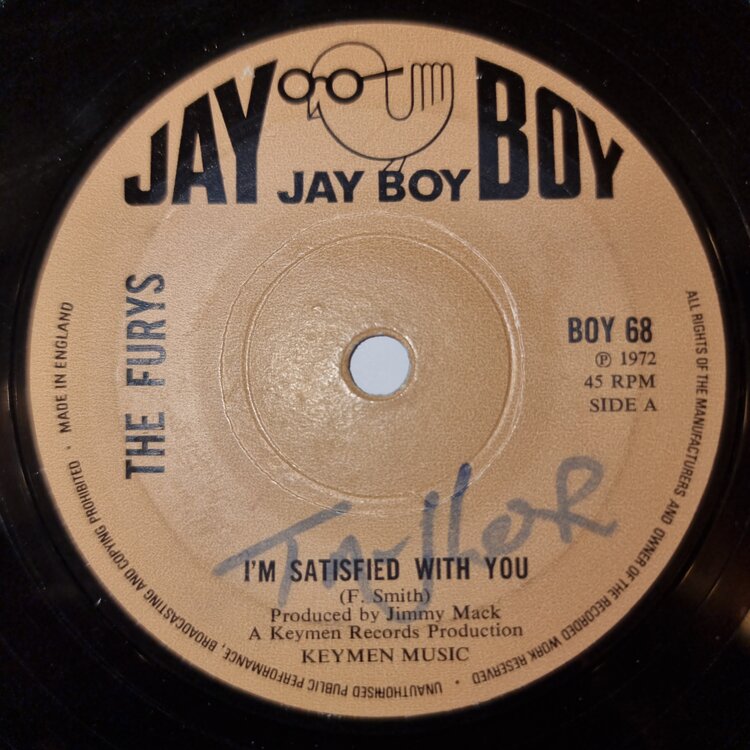 JAY BOY
JAY BOY
THE FURYS
BOY 68
℗ 1972
45 RPM
SIDE A
I'M SATISFIED WITH YOU
(F. Smith)
Produced by Jimmy Mack
A Keymen Records Production
KEYMEN MUSIC
ALL RIGHTS OF THE MANUFACTURERS AND OWNER OF THE RECORDED WORK RESERVED · UNAUTHORISED PUBLIC PERFORMANCE, BROADCASTING AND COPYING PROHIBITED · MADE IN ENGLAND